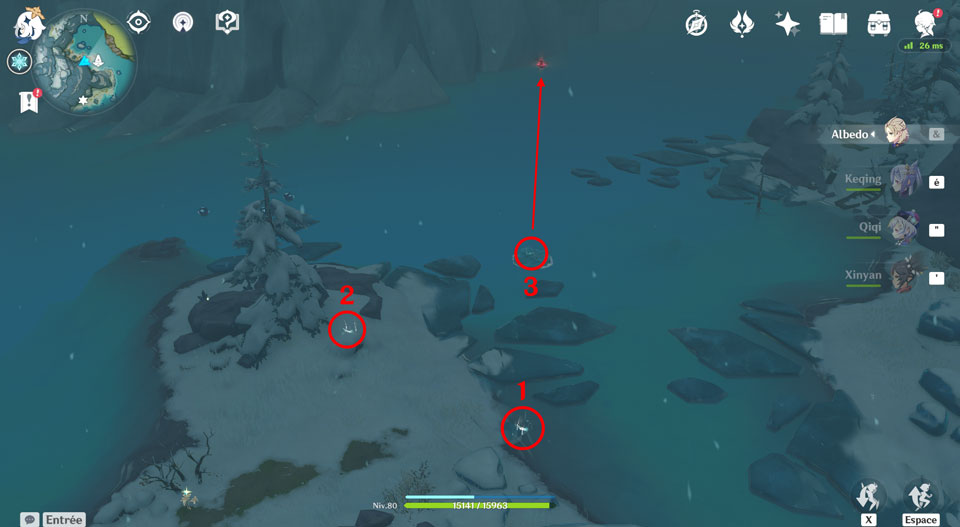 N
26 ms
Albedo
&
Keqing
é
Qiqi
"
Xinyan
'
2
3
1
Niv.80
15141 / 15963
Entrée
X
Espace